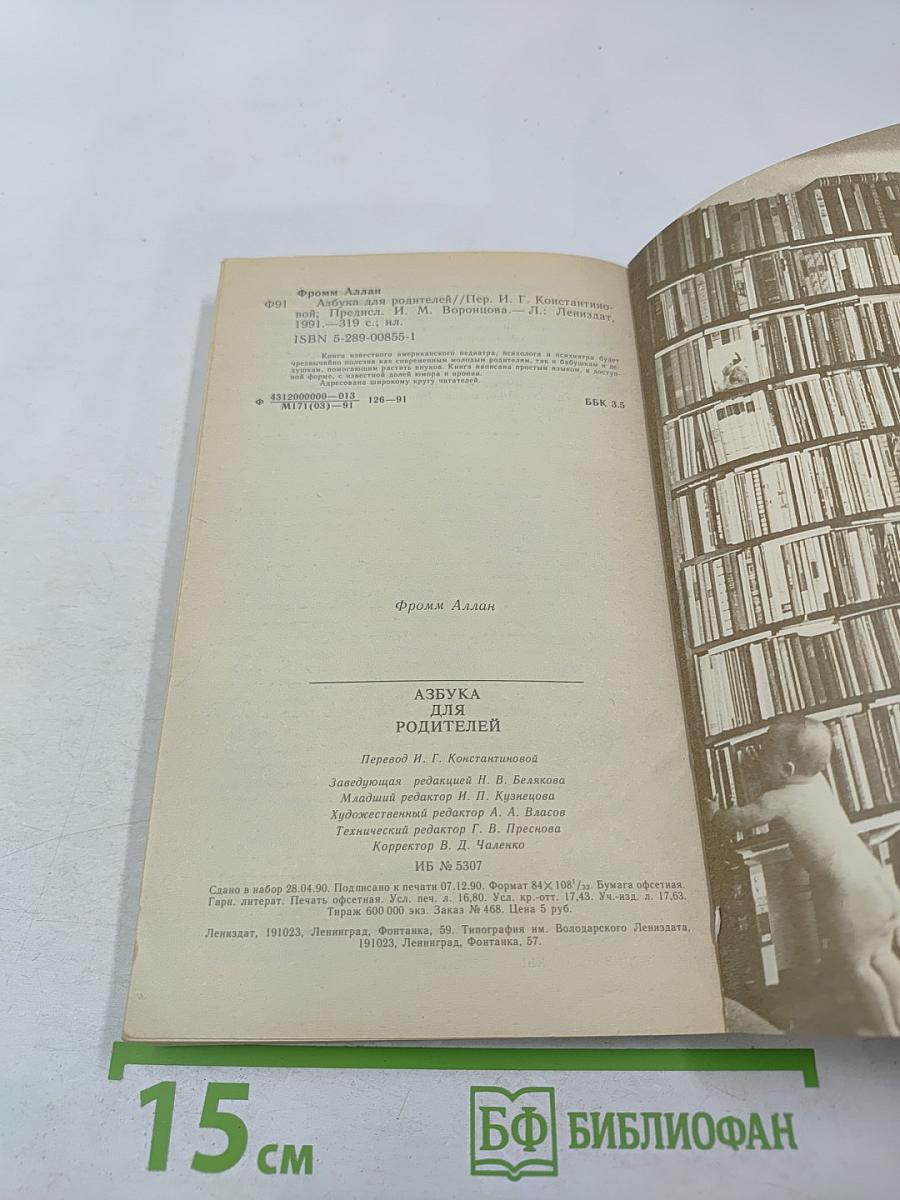 Фромм Аллан
Ф91 Азбука для родителей//Пер. И. Г. Константино-
вой; Предисл. И. М. Воронцова.— Л.: Лениздат,
1991.—319 с.; ил.
ISBN 5-289-00855-1
Книга известного американского педиатра, психолога и психиатра будет
чрезвычайно полезна как современным молодым родителям, так и бабушкам и де-
душкам, помогающим растить внуков. Книга написана простым языком, в доступ-
ной форме, с известной долей юмора и иронии.
Адресована широкому кругу читателей.
Ф 4312000000—013 / М171(03)—91 126—91 ББК 3.5
Фромм Аллан
АЗБУКА
ДЛЯ
РОДИТЕЛЕЙ
Перевод И. Г. Константиновой
Заведующая редакцией Н. В. Белякова
Младший редактор И. П. Кузнецова
Художественный редактор А. А. Власов
Технический редактор Г. В. Преснова
Корректор В. Д. Чаленко
ИБ № 5307
Сдано в набор 28.04.90. Подписано к печати 07.12.90. Формат 84×108¹/₃₂. Бумага офсетная.
Гарн. литерат. Печать офсетная. Усл. печ. л. 16,80. Усл. кр.-отт. 17,43. Уч.-изд. л. 17,63.
Тираж 600 000 экз. Заказ № 468. Цена 5 руб.
Лениздат, 191023, Ленинград, Фонтанка, 59. Типография им. Володарского Лениздата,
191023, Ленинград, Фонтанка, 57.
15 см
БФ БИБЛИОФАН